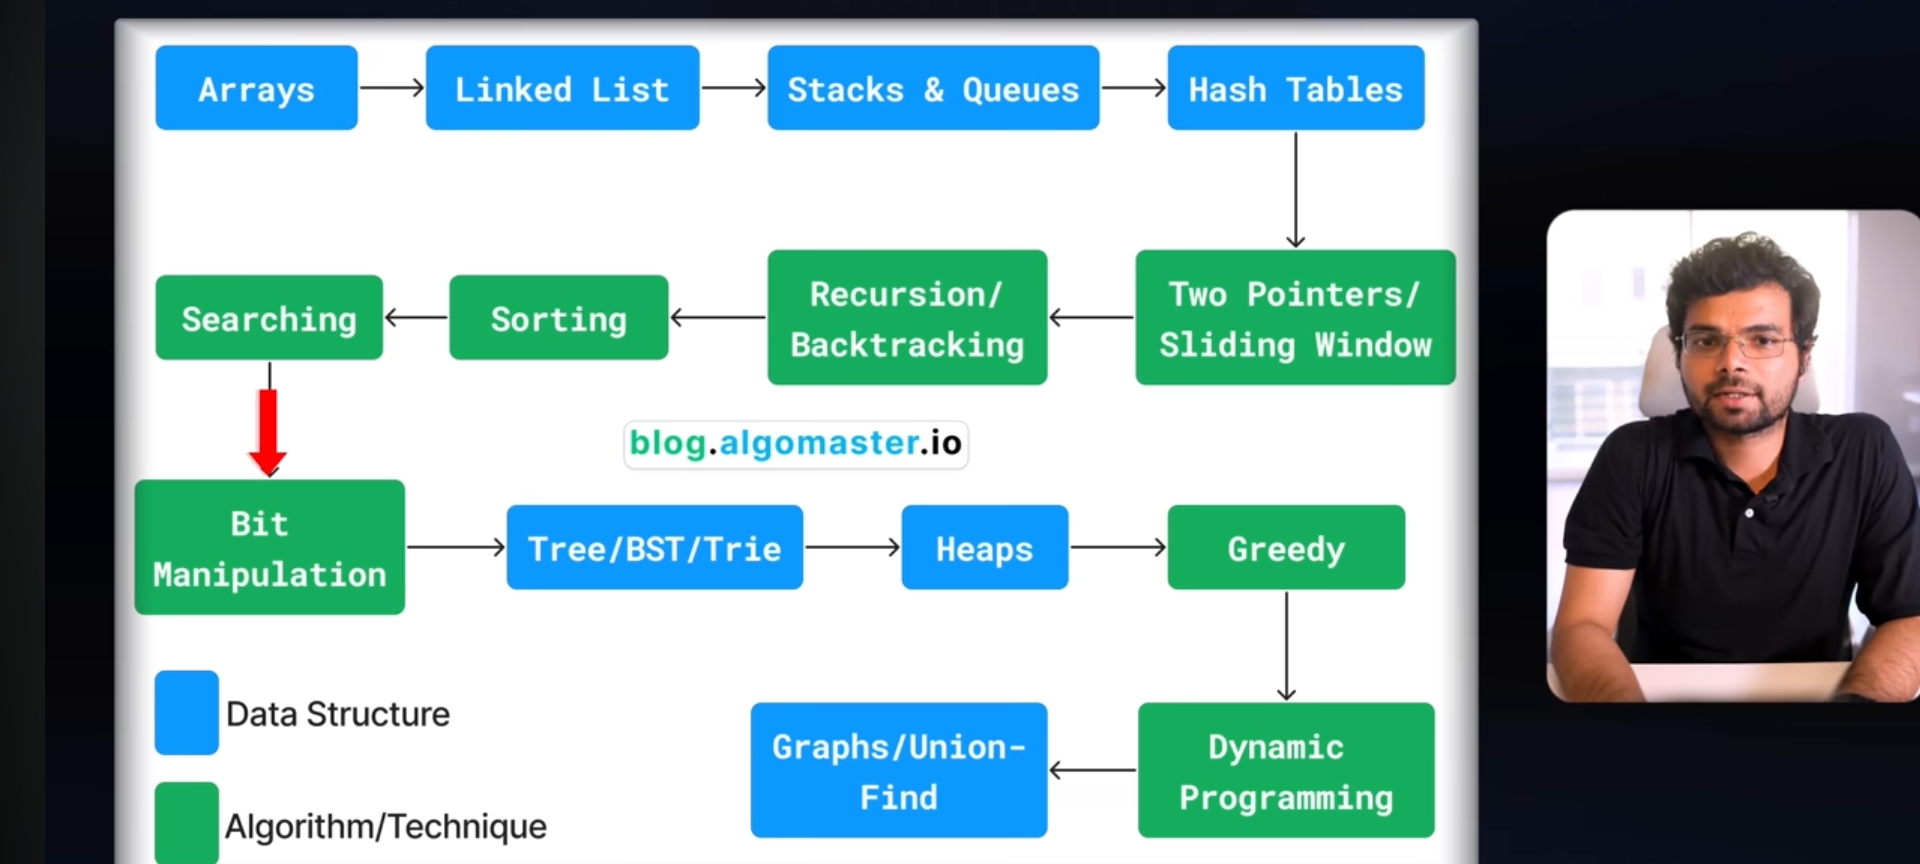 Arrays
Linked List
Stacks & Queues
Hash Tables
Two Pointers/
Sliding Window
Recursion/
Backtracking
Sorting
Searching
blog.algomaster.io
Bit
Manipulation
Tree/BST/Trie
Heaps
Greedy
Dynamic
Programming
Graphs/Union-
Find
Data Structure
Algorithm/Technique